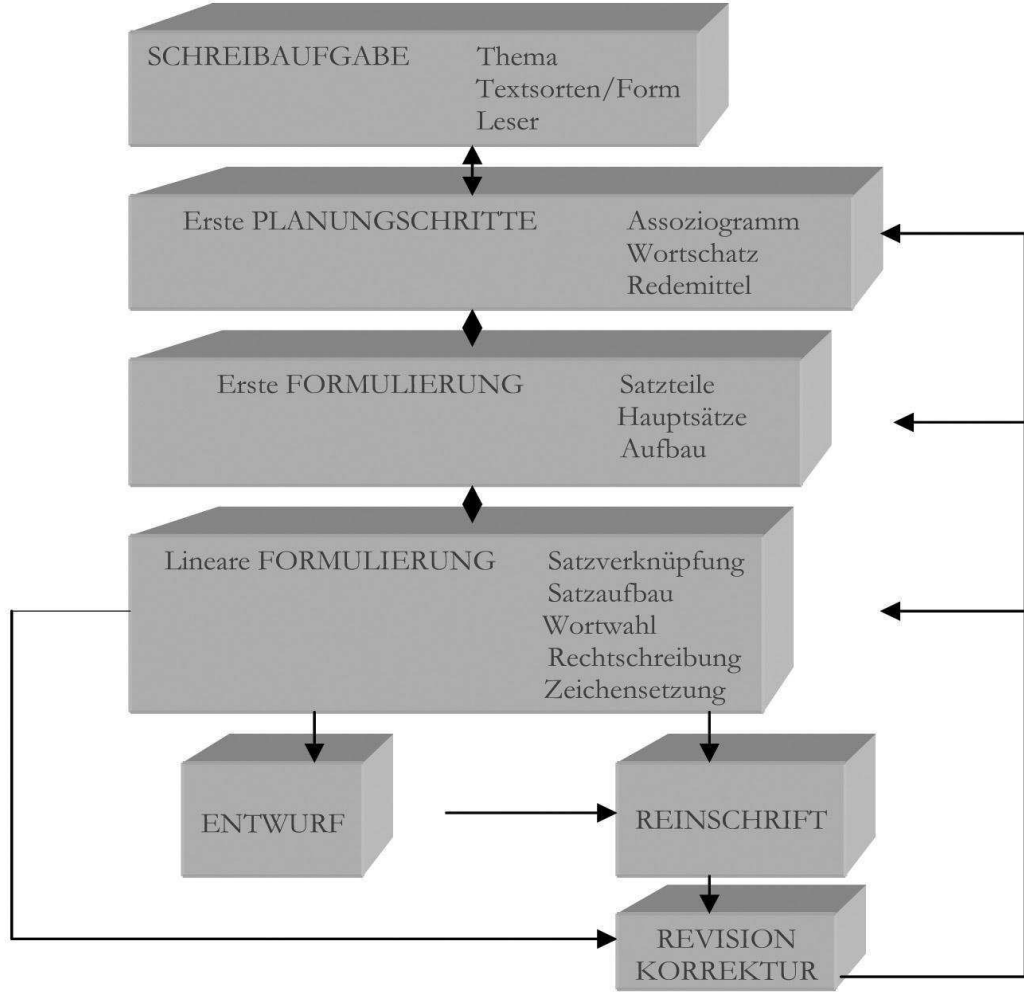 SCHREIBAUFGABE Thema
Textsorten/Form
Leser
Erste PLANUNGSCHRITTE Assoziogramm
Wortschatz
Redemittel
Erste FORMULIERUNG Satzteile
Hauptsätze
Aufbau
Lineare FORMULIERUNG Satzverknüpfung
Satzaufbau
Wortwahl
Rechtschreibung
Zeichensetzung
ENTWURF
REINSCHRIFT
REVISION
KORREKTUR